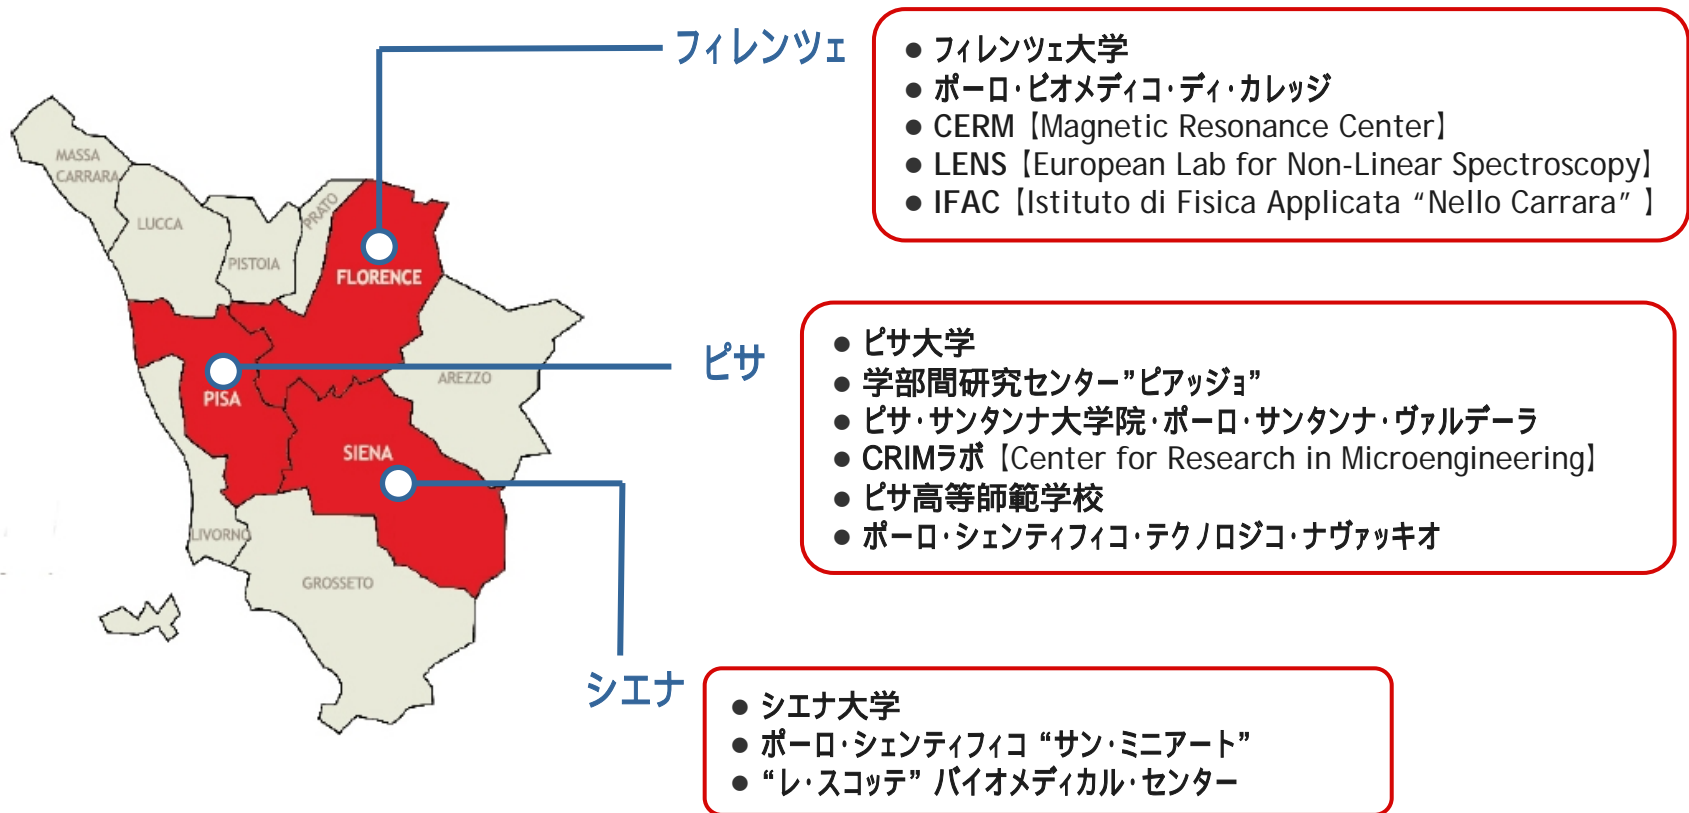 フィレンツェ
● フィレンツェ大学
● ポーロ・ビオメディコ・ディ・カレッジ
● CERM【Magnetic Resonance Center】
● LENS【European Lab for Non-Linear Spectroscopy】
● IFAC【Istituto di Fisica Applicata “Nello Carrara” 】
MASSA
CARRARA
LUCCA
PISTOIA
PRATO
FLORENCE
PISA
SIENA
AREZZO
LIVORNO
GROSSETO
ピサ
● ピサ大学
● 学部間研究センター”ピアッジョ”
● ピサ・サンタンナ大学院・ポーロ・サンタンナ・ヴァルデーラ
● CRIMラボ【Center for Research in Microengineering】
● ピサ高等師範学校
● ポーロ・シェンティフィコ・テクノロジコ・ナヴァッキオ
シエナ
● シエナ大学
● ポーロ・シェンティフィコ “サン・ミニアート”
● “レ・スコッテ” バイオメディカル・センター